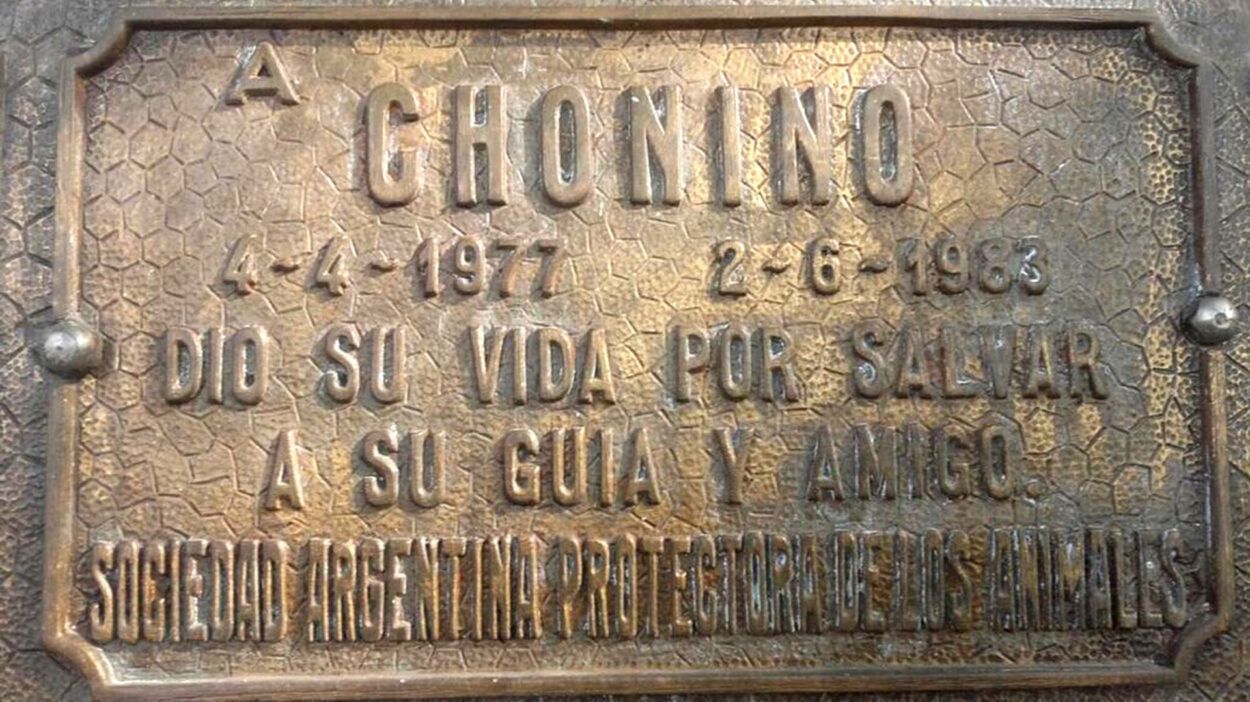 A
CHONINO
4-4-1977 2-6-1983
DIO SU VIDA POR SALVAR
A SU GUIA Y AMIGO.
SOCIEDAD ARGENTINA PROTECTORA DE LOS ANIMALES